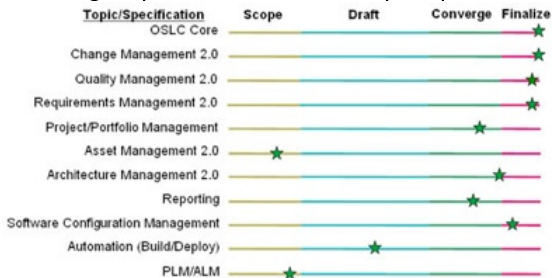 Topic/Specification Scope Draft Converge Finalize
OSLC Core
Change Management 2.0
Quality Management 2.0
Requirements Management 2.0
Project/Portfolio Management
Asset Management 2.0
Architecture Management 2.0
Reporting
Software Configuration Management
Automation (Build/Deploy)
PLM/ALM